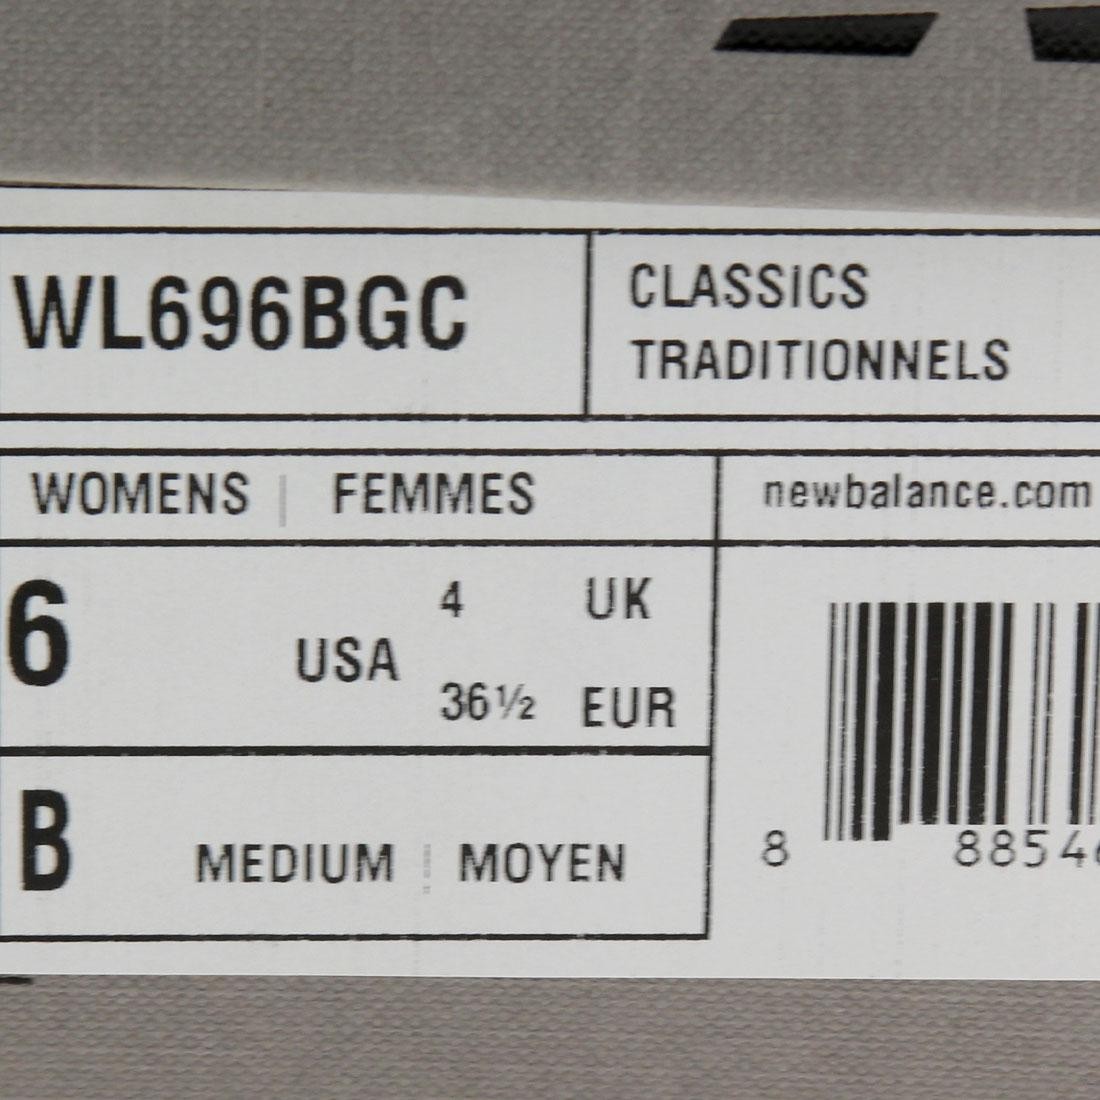 WL696BGC
CLASSICS
TRADITIONNELS
WOMENS | FEMMES
newbalance.com
6 USA
4 UK
36½ EUR
B MEDIUM | MOYEN
8 8854